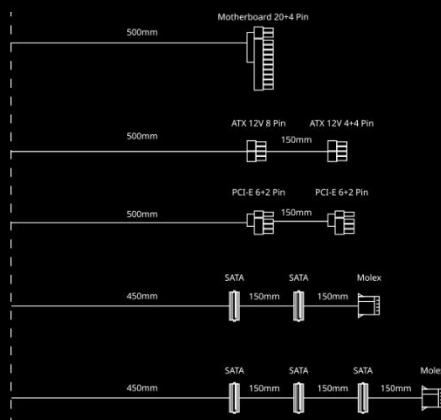 Motherboard 20+4 Pin
500mm
ATX 12V 8 Pin ATX 12V 4+4 Pin
500mm 150mm
PCI-E 6+2 Pin PCI-E 6+2 Pin
500mm 150mm
SATA SATA Molex
450mm 150mm 150mm
SATA SATA SATA Mole
450mm 150mm 150mm 150mm